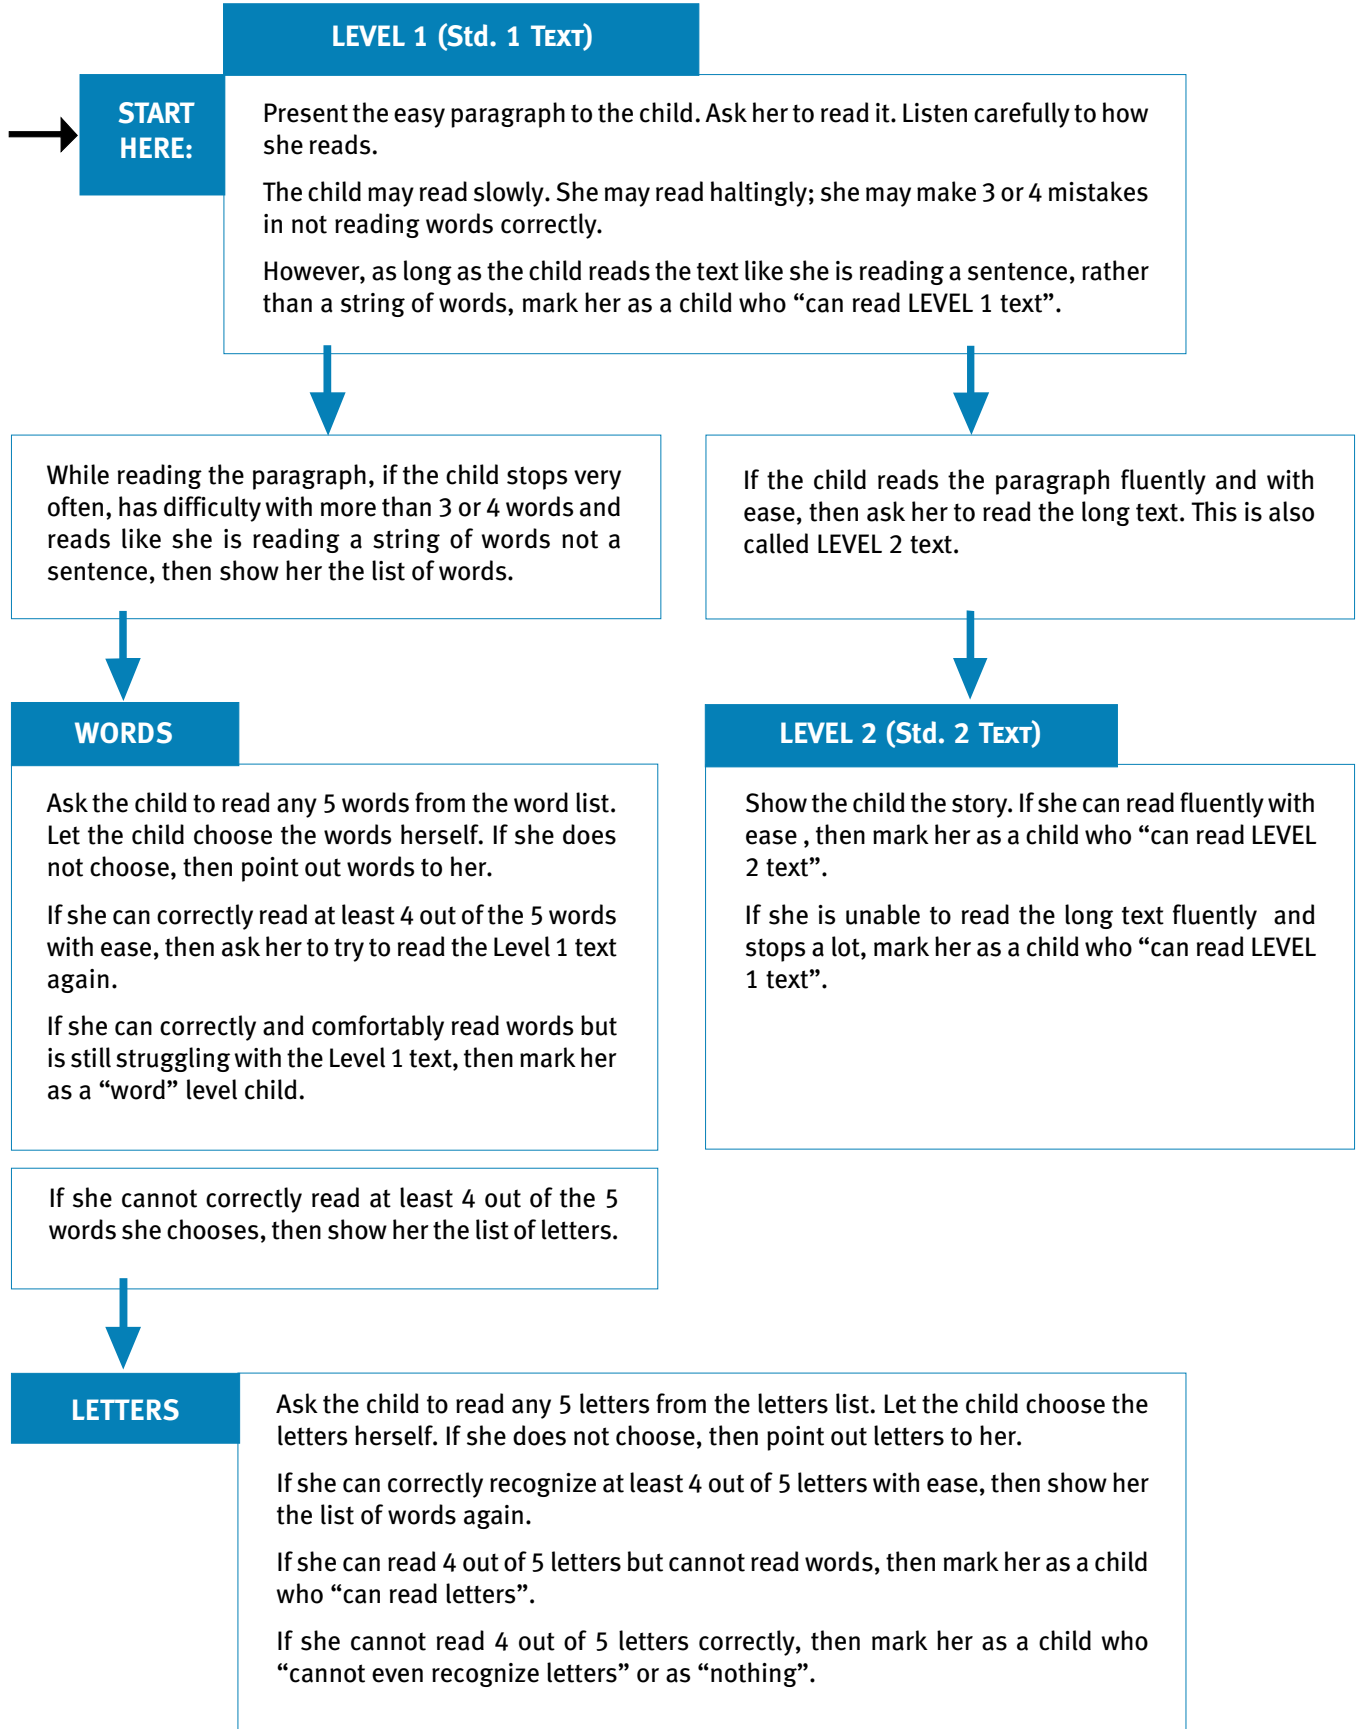 LEVEL 1 (Std. 1 TEXT)
START
HERE:
Present the easy paragraph to the child. Ask her to read it. Listen carefully to how
she reads.
The child may read slowly. She may read haltingly; she may make 3 or 4 mistakes
in not reading words correctly.
However, as long as the child reads the text like she is reading a sentence, rather
than a string of words, mark her as a child who “can read LEVEL 1 text”.
While reading the paragraph, if the child stops very
often, has difficulty with more than 3 or 4 words and
reads like she is reading a string of words not a
sentence, then show her the list of words.
If the child reads the paragraph fluently and with
ease, then ask her to read the long text. This is also
called LEVEL 2 text.
WORDS
Ask the child to read any 5 words from the word list.
Let the child choose the words herself. If she does
not choose, then point out words to her.
If she can correctly read at least 4 out of the 5 words
with ease, then ask her to try to read the Level 1 text
again.
If she can correctly and comfortably read words but
is still struggling with the Level 1 text, then mark her
as a “word” level child.
LEVEL 2 (Std. 2 TEXT)
Show the child the story. If she can read fluently with
ease , then mark her as a child who “can read LEVEL
2 text”.
If she is unable to read the long text fluently and
stops a lot, mark her as a child who “can read LEVEL
1 text”.
If she cannot correctly read at least 4 out of the 5
words she chooses, then show her the list of letters.
LETTERS
Ask the child to read any 5 letters from the letters list. Let the child choose the
letters herself. If she does not choose, then point out letters to her.
If she can correctly recognize at least 4 out of 5 letters with ease, then show her
the list of words again.
If she can read 4 out of 5 letters but cannot read words, then mark her as a child
who “can read letters”.
If she cannot read 4 out of 5 letters correctly, then mark her as a child who
“cannot even recognize letters” or as “nothing”.